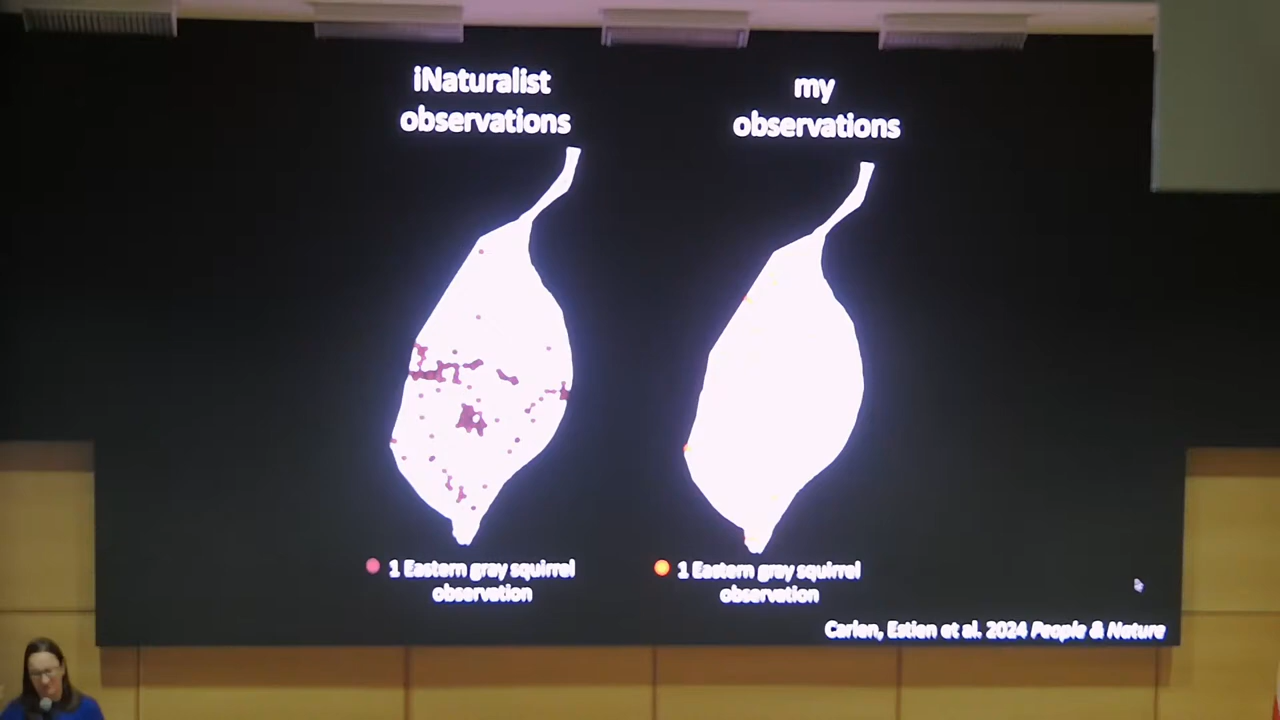 iNaturalist
observations
my
observations
1 Eastern gray squirrel
observation
1 Eastern gray squirrel
observation
Carlen, Estien et al. 2024 People & Nature